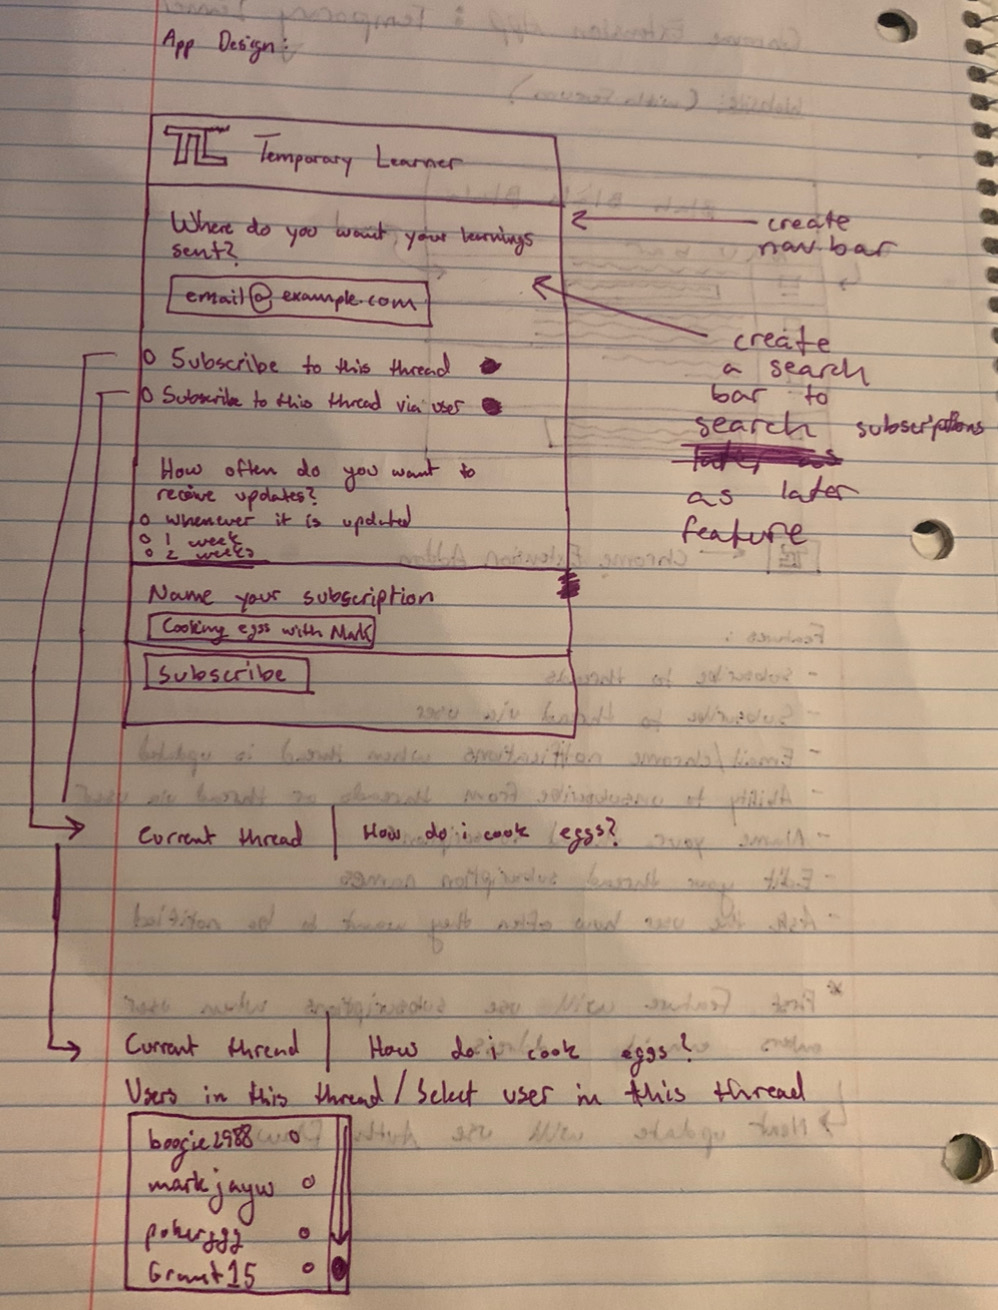 App Design:
TL Temporary Learner
Where do you want your learnings
sent?
email@example.com
Subscribe to this thread
Subscribe to this thread via user
How often do you want to
receive updates?
whenever it is updated
1 week
2 weeks
Name your subscription
Cooking eggs with Mark
Subscribe
create
nav bar
create
a search
bar to
search subscriptions
as later
feature
Current thread | How do i cook eggs?
Current thread | How do i cook eggs?
Users in this thread/Select user in this thread
boogie2988
markjayw
Grant15